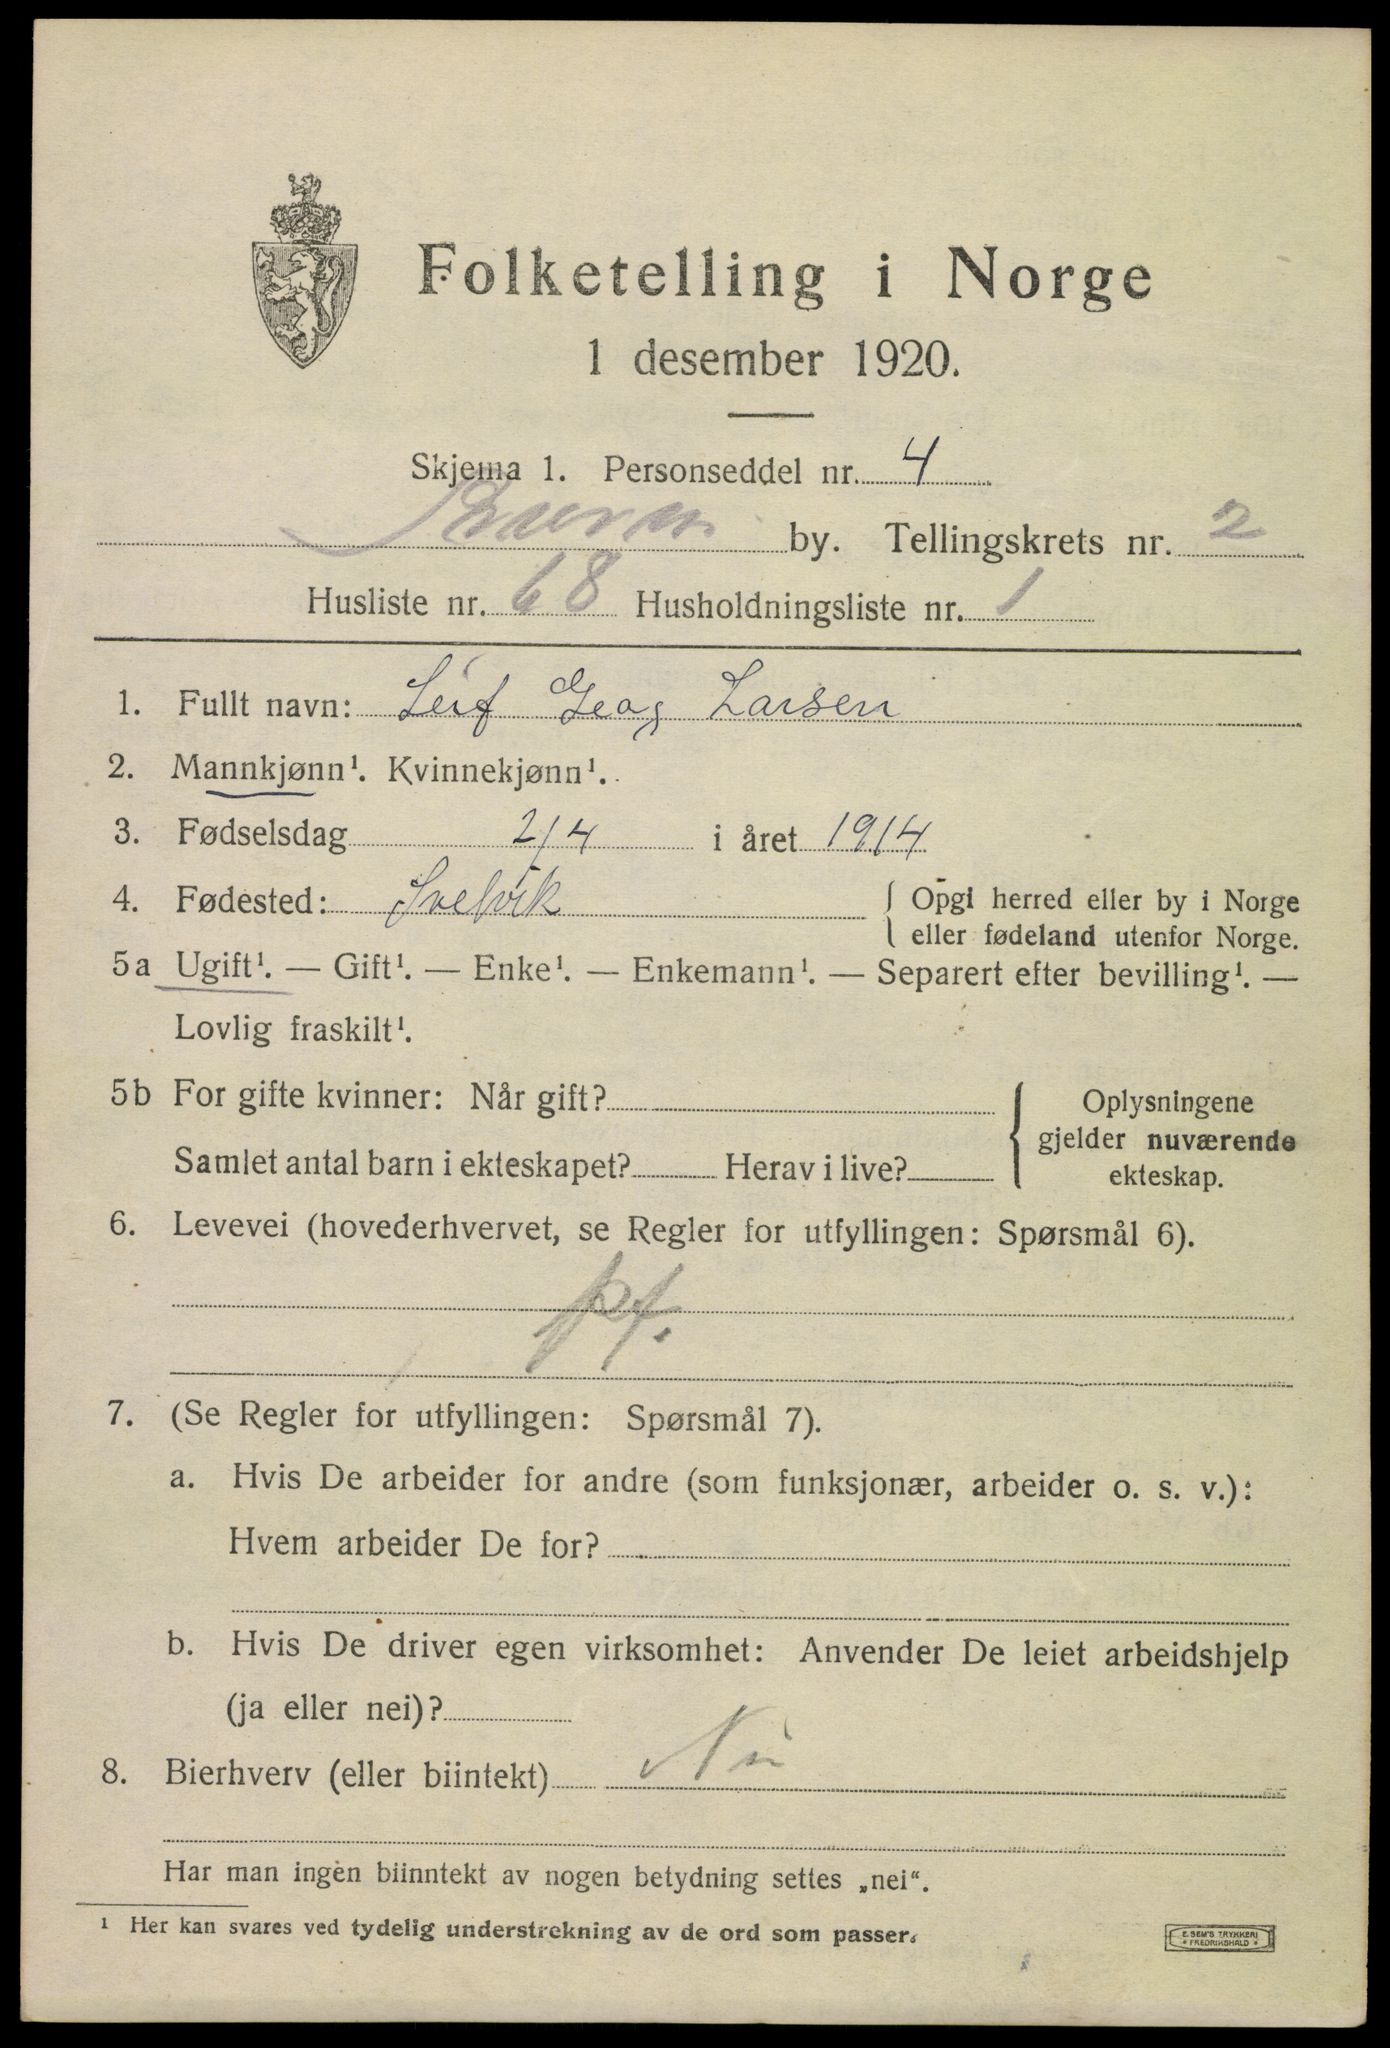 Folketelling i Norge
1 desember 1920.
Skjema 1. Personseddel nr. 4
by. Tellingskrets nr. 2
Husliste nr. 68 Husholdningsliste nr. 1
1. Fullt navn: Leif Geog Larsen
2. Mannkjønn¹. Kvinnekjønn¹.
3. Fødselsdag 2/4 i året 1914
4. Fødested: Svelvik { Opgi herred eller by i Norge
eller fødeland utenfor Norge.
5a Ugift¹. — Gift¹. — Enke¹. — Enkemann¹. — Separert efter bevilling¹. —
Lovlig fraskilt¹.
5b For gifte kvinner: Når gift? { Oplysningene
gjelder nuværende
Samlet antal barn i ekteskapet? Herav i live? ekteskap.
6. Levevei (hovederhvervet, se Regler for utfyllingen: Spørsmål 6).
pf.
7. (Se Regler for utfyllingen: Spørsmål 7).
a. Hvis De arbeider for andre (som funksjonær, arbeider o. s. v.):
Hvem arbeider De for?
b. Hvis De driver egen virksomhet: Anvender De leiet arbeidshjelp
(ja eller nei)?
8. Bierhverv (eller biintekt) Nei
Har man ingen biinntekt av nogen betydning settes „nei“.
¹ Her kan svares ved tydelig understrekning av de ord som passer.
E. SEM'S TRYKKERI
* FREDRIKSHALD *